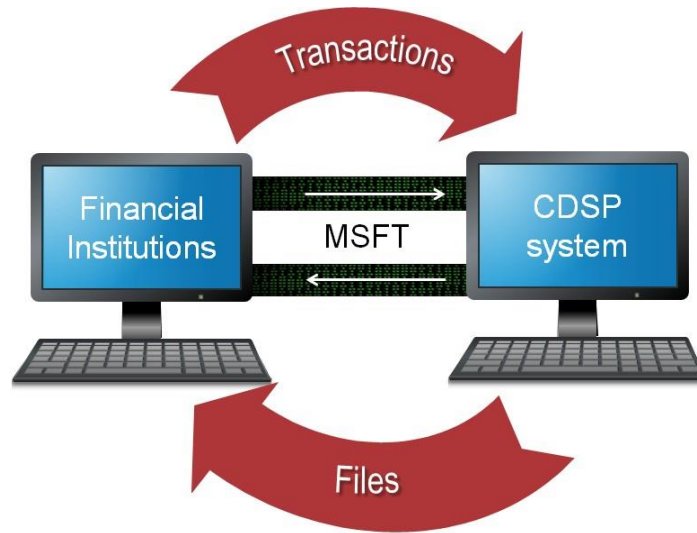 Transactions
Financial
Institutions
MSFT
CDSP
system
Files